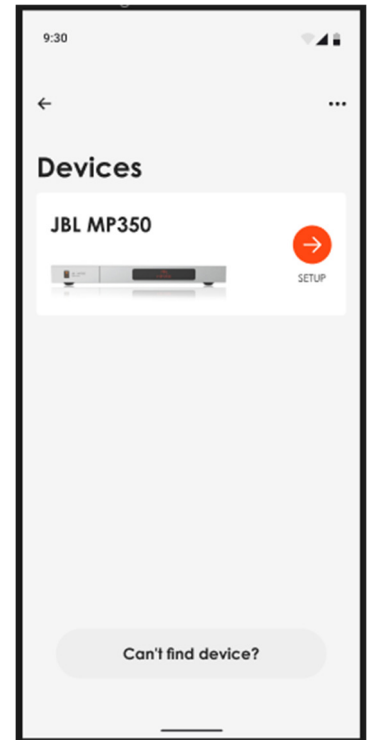 9:30
Devices
JBL MP350
SETUP
Can't find device?